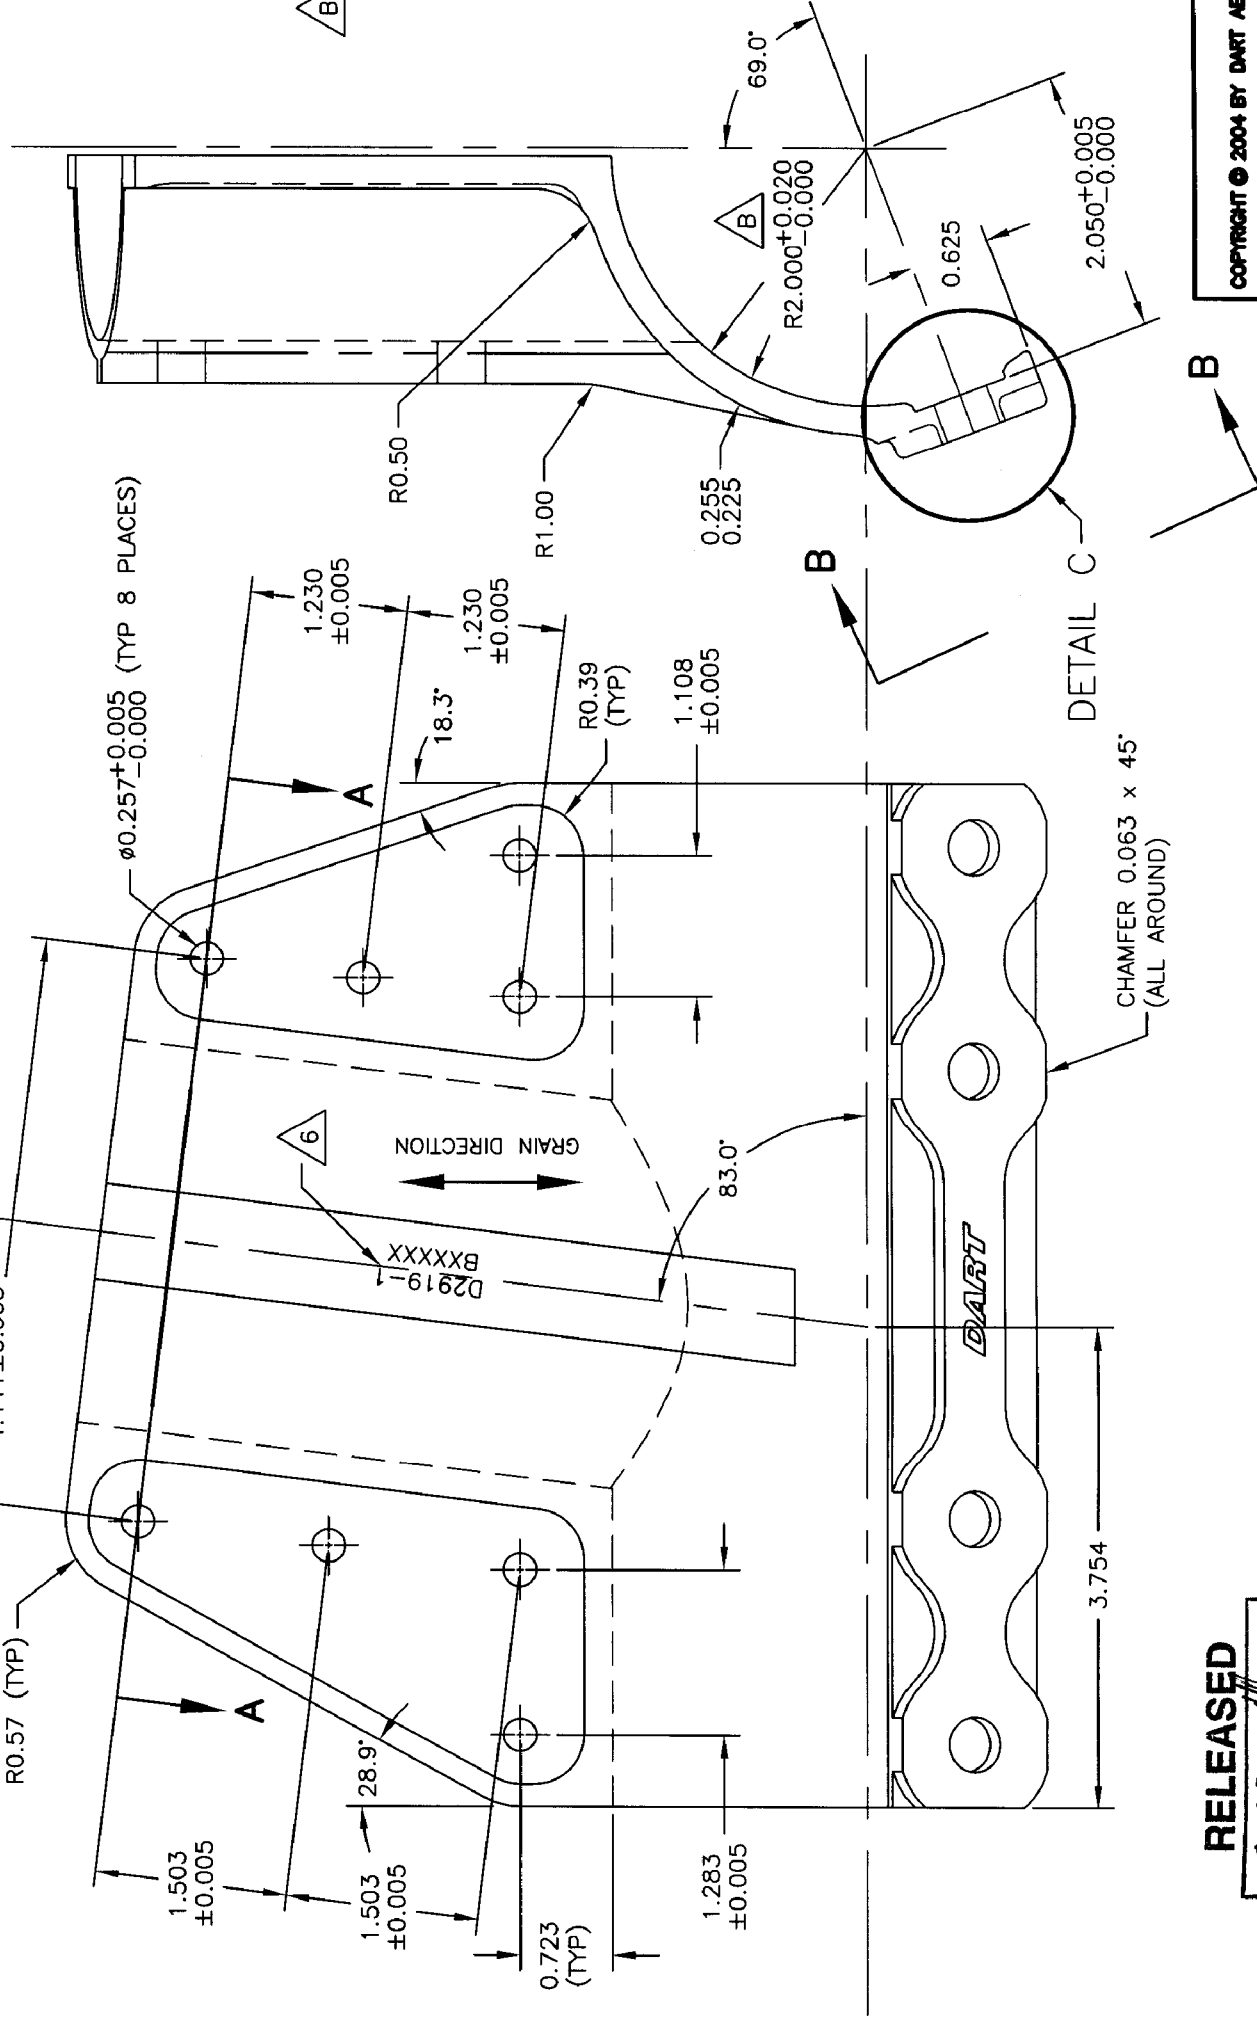 B
69.0°
B
R2.000+0.020
-0.000
0.625
2.050+0.005
-0.000
COPYRIGHT © 2004 BY DART
R0.50
R1.00
0.255
0.225
B
B
DETAIL C
ø0.257+0.005
-0.000 (TYP 8 PLACES)
1.230
±0.005
1.230
±0.005
A
18.3°
R0.39
(TYP)
1.108
±0.005
CHAMFER 0.063 x 45°
(ALL AROUND)
6
GRAIN DIRECTION
D2919-1
BXXXXX
83.0°
DART
3.754
R0.57 (TYP)
A
28.9°
1.503
±0.005
1.503
±0.005
0.723
(TYP)
1.283
±0.005
RELEASED